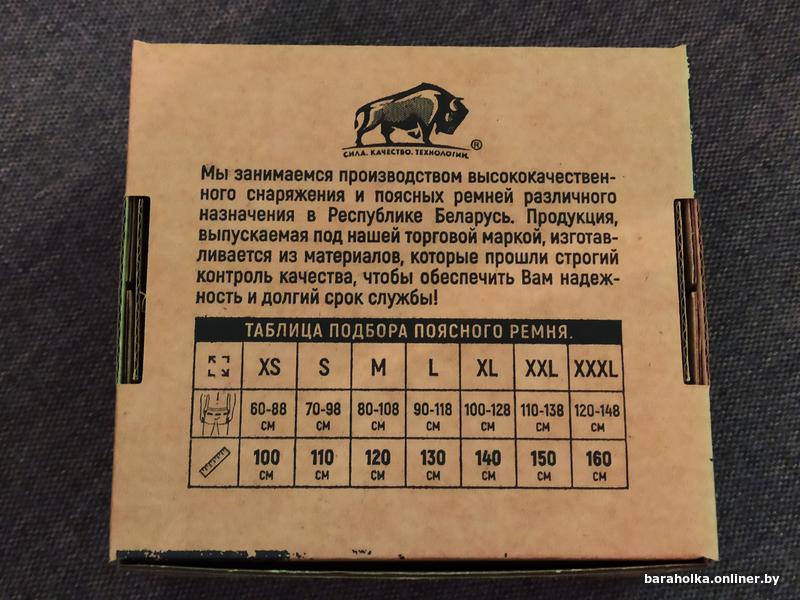 СИЛА. КАЧЕСТВО. ТЕХНОЛОГИИ.
®
Мы занимаемся производством высококачествен-
ного снаряжения и поясных ремней различного
назначения в Республике Беларусь. Продукция,
выпускаемая под нашей торговой маркой, изготав-
ливается из материалов, которые прошли строгий
контроль качества, чтобы обеспечить Вам надеж-
ность и долгий срок службы!
ТАБЛИЦА ПОДБОРА ПОЯСНОГО РЕМНЯ.
XS S M L XL XXL XXXL
60-88 70-98 80-108 90-118 100-128 110-138 120-148
см см см см см см см
100 110 120 130 140 150 160
см см см см см см см
baraholka.onliner.by